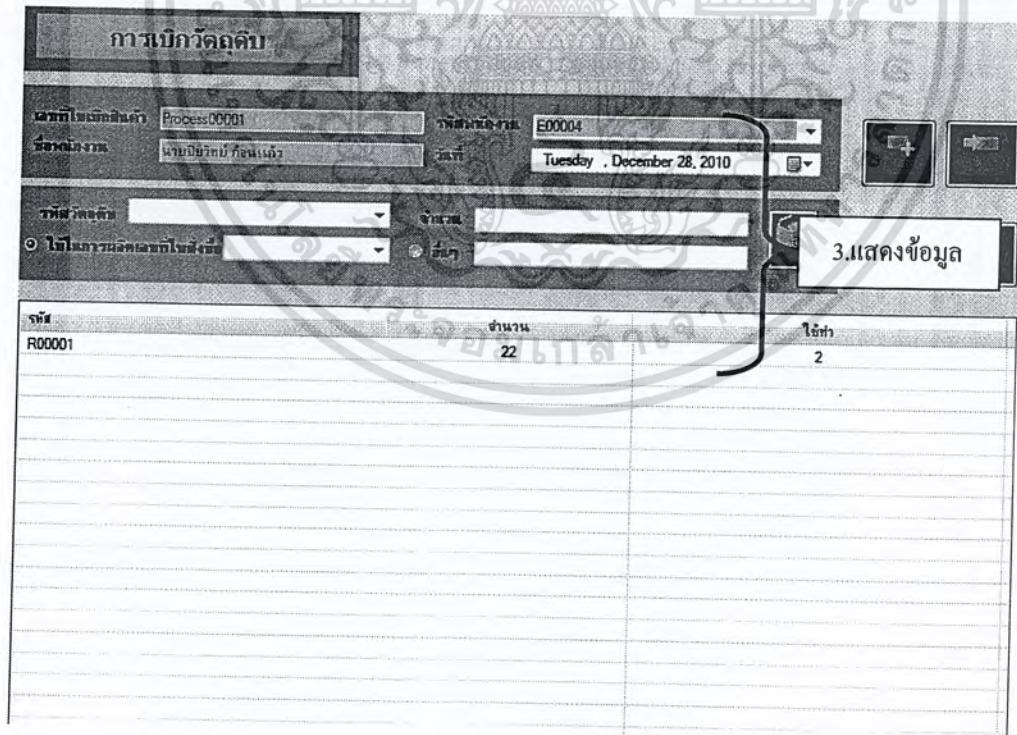 การเบิกวัตถุดิบ
เลขที่ใบเบิกสินค้า Process00001 รหัสพนักงาน E00004
ชื่อพนักงาน นายปิยวิทย์ ก้อนแก้ว วันที่ Tuesday , December 28, 2010
รหัสวัตถุดิบ จำนวน
ใช้ในการผลิตเลขที่ใบสั่งซื้อ อื่นๆ
3.แสดงข้อมูล
รหัส จำนวน ใช้ทำ
R00001 22 2